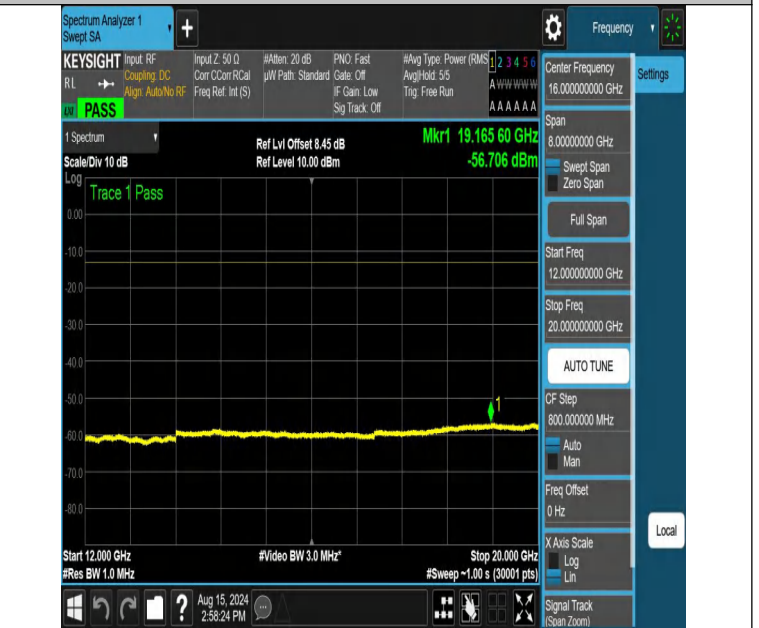 Spectrum Analyzer 1
Swept SA
+
Frequency
KEYSIGHT
RL
PASS
Input: RF
Coupling: DC
Align: Auto/No RF
Input Z: 50 Ω
Corr CCorr RCal
Freq Ref: Int (S)
#Atten: 20 dB
µW Path: Standard
PNO: Fast
Gate: Off
IF Gain: Low
Sig Track: Off
#Avg Type: Power (RMS
Avg|Hold: 5/5
Trig: Free Run
1 2 3 4 5 6
A W W W W W
A A A A A A
Center Frequency
16.000000000 GHz
Settings
1 Spectrum
Scale/Div 10 dB
Ref Lvl Offset 8.45 dB
Ref Level 10.00 dBm
Mkr1 19.165 60 GHz
-56.706 dBm
Span
8.00000000 GHz
Swept Span
Zero Span
Full Span
Log
Trace 1 Pass
0.00
-10.0
-20.0
-30.0
-40.0
-50.0
-60.0
-70.0
-80.0
1
Start Freq
12.000000000 GHz
Stop Freq
20.000000000 GHz
AUTO TUNE
CF Step
800.000000 MHz
Auto
Man
Freq Offset
0 Hz
X Axis Scale
Log
Lin
Local
Signal Track
(Span Zoom)
Start 12.000 GHz
#Res BW 1.0 MHz
#Video BW 3.0 MHz*
Stop 20.000 GHz
#Sweep ~1.00 s (30001 pts)
?
Aug 15, 2024
2:58:24 PM